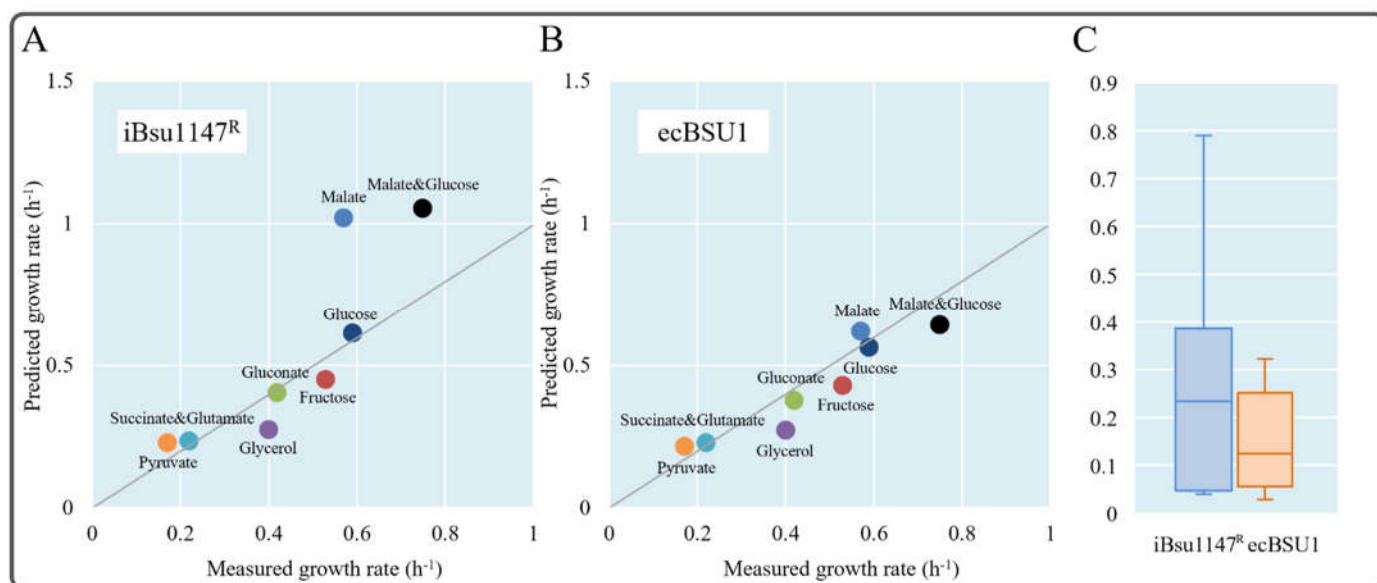 A
Predicted growth rate (h⁻¹)
1.5
1
0.5
0
iBsu1147ᴿ
Malate
Malate&Glucose
Glucose
Gluconate
Fructose
Succinate&Glutamate
Glycerol
Pyruvate
0 0.2 0.4 0.6 0.8 1
Measured growth rate (h⁻¹)
B
Predicted growth rate (h⁻¹)
1.5
1
0.5
0
ecBSU1
Malate
Malate&Glucose
Glucose
Gluconate
Fructose
Succinate&Glutamate
Glycerol
Pyruvate
0 0.2 0.4 0.6 0.8 1
Measured growth rate (h⁻¹)
C
0.9
0.8
0.7
0.6
0.5
0.4
0.3
0.2
0.1
0
iBsu1147ᴿ ecBSU1